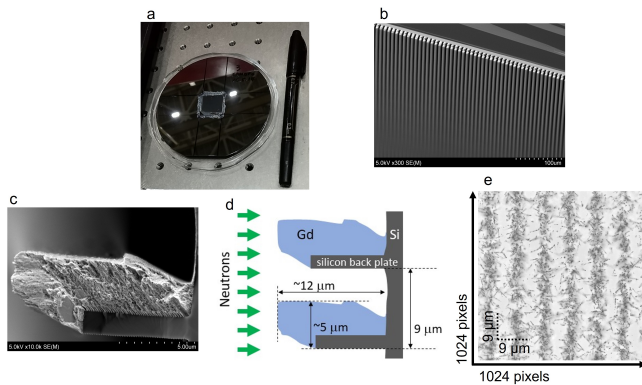 a
b
5.0kV x300 SE(M)
100um
c
5.0kV x10.0k SE(M)
5.00um
d
Neutrons
Gd
Si
silicon back plate
~12 μm
~5 μm
9 μm
e
1024 pixels
9 μm
9 μm
1024 pixels